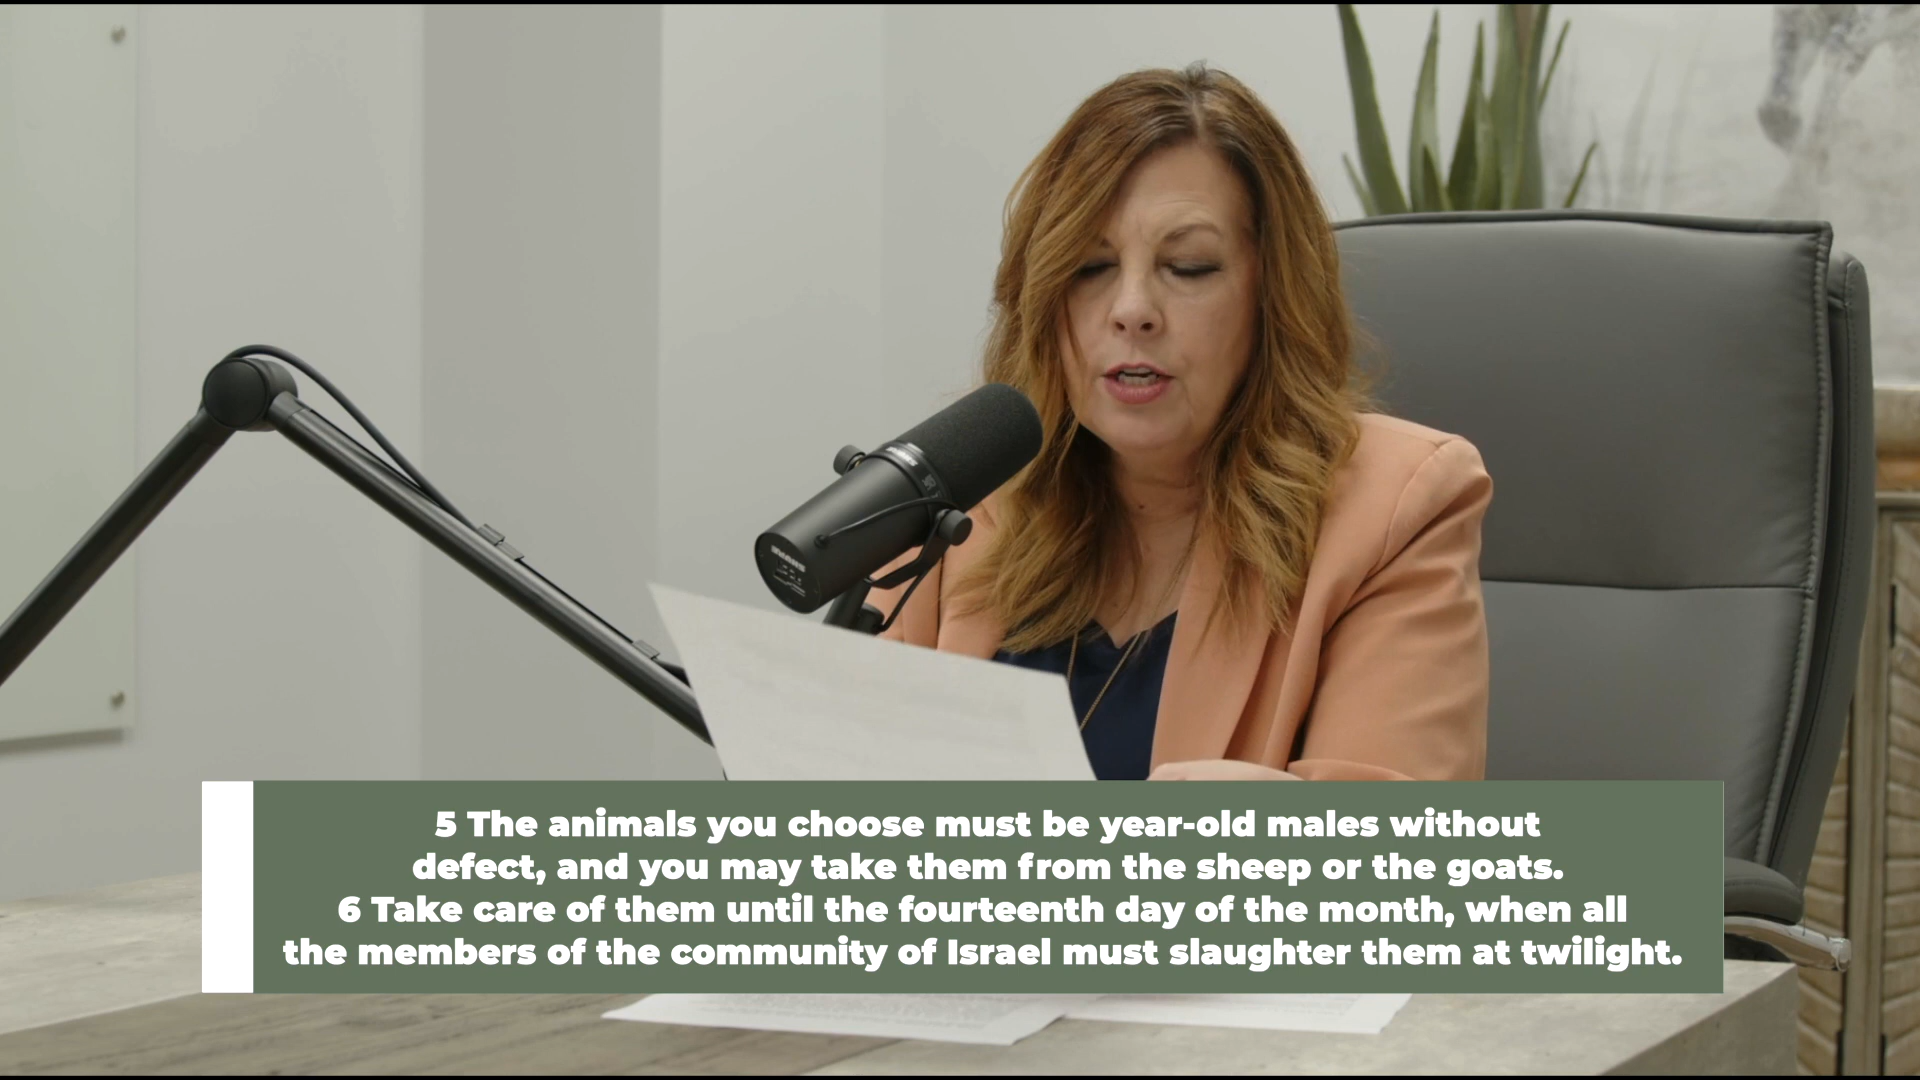 SHURE
5 The animals you choose must be year-old males without
defect, and you may take them from the sheep or the goats.
6 Take care of them until the fourteenth day of the month, when all
the members of the community of Israel must slaughter them at twilight.